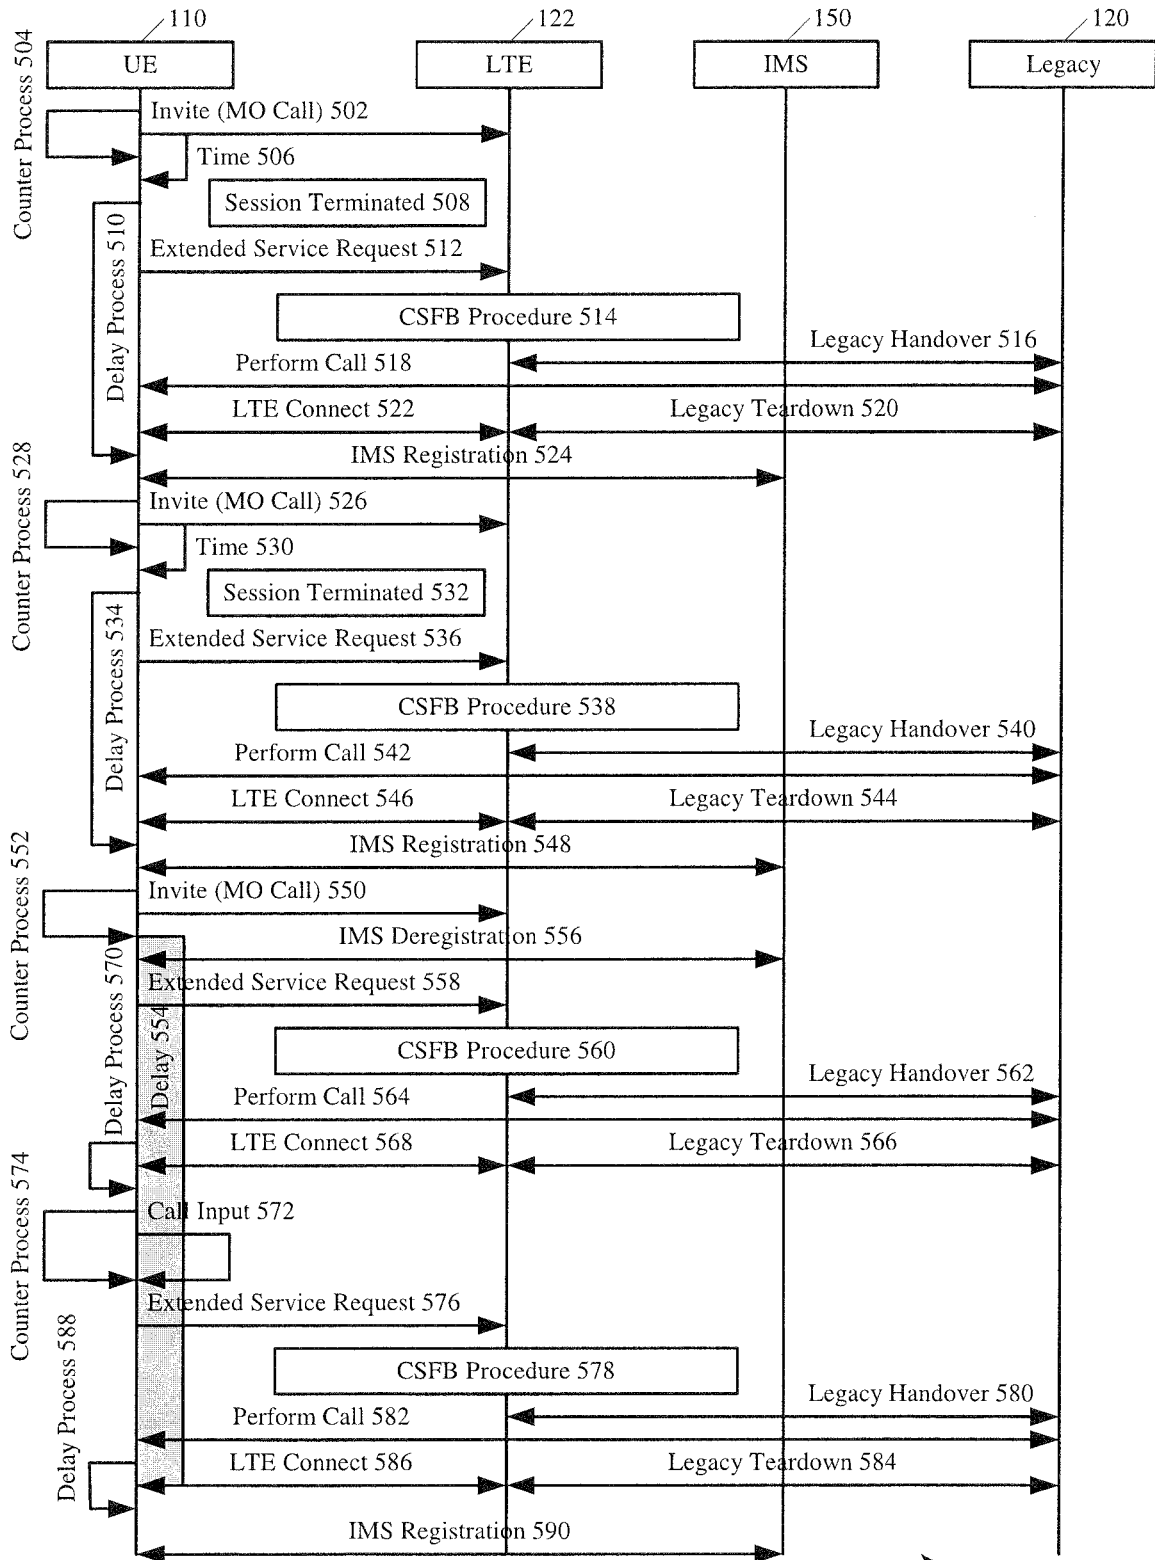 110
122
150
120
UE
LTE
IMS
Legacy
Counter Process 504
Invite (MO Call) 502
Time 506
Session Terminated 508
Delay Process 510
Extended Service Request 512
CSFB Procedure 514
Legacy Handover 516
Perform Call 518
LTE Connect 522
Legacy Teardown 520
IMS Registration 524
Counter Process 528
Invite (MO Call) 526
Time 530
Session Terminated 532
Delay Process 534
Extended Service Request 536
CSFB Procedure 538
Legacy Handover 540
Perform Call 542
LTE Connect 546
Legacy Teardown 544
IMS Registration 548
Counter Process 552
Invite (MO Call) 550
IMS Deregistration 556
Delay Process 570
Delay 554
Extended Service Request 558
CSFB Procedure 560
Legacy Handover 562
Perform Call 564
LTE Connect 568
Legacy Teardown 566
Counter Process 574
Call Input 572
Extended Service Request 576
Delay Process 588
CSFB Procedure 578
Legacy Handover 580
Perform Call 582
LTE Connect 586
Legacy Teardown 584
IMS Registration 590